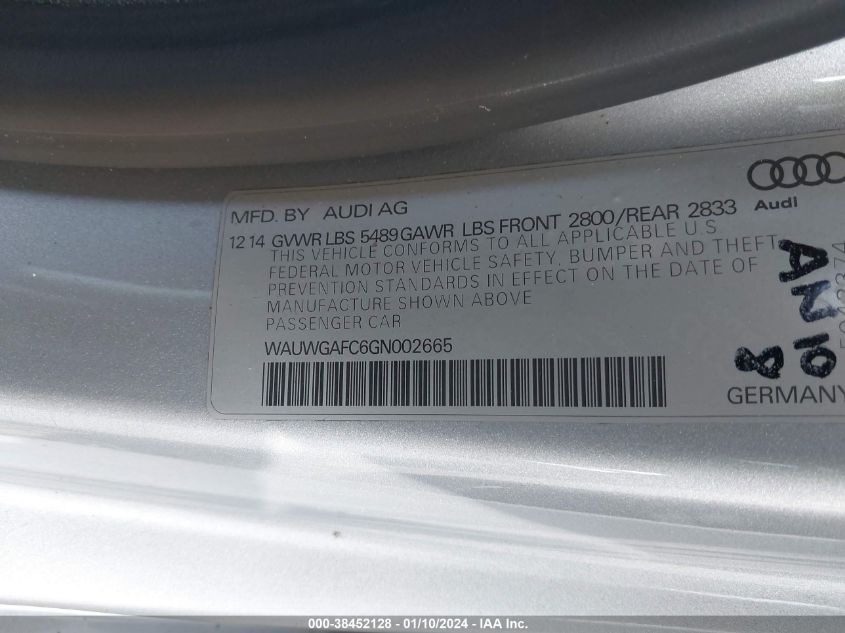 MFD. BY AUDI AG
Audi
12 14 GVWR LBS 5489 GAWR LBS FRONT 2800/REAR 2833
THIS VEHICLE CONFORMS TO ALL APPLICABLE U.S
FEDERAL MOTOR VEHICLE SAFETY, BUMPER AND THEFT
PREVENTION STANDARDS IN EFFECT ON THE DATE OF
MANUFACTURE SHOWN ABOVE
PASSENGER CAR
WAUWGAFC6GN002665
GERMANY
000-38452128 - 01/10/2024 - IAA Inc.